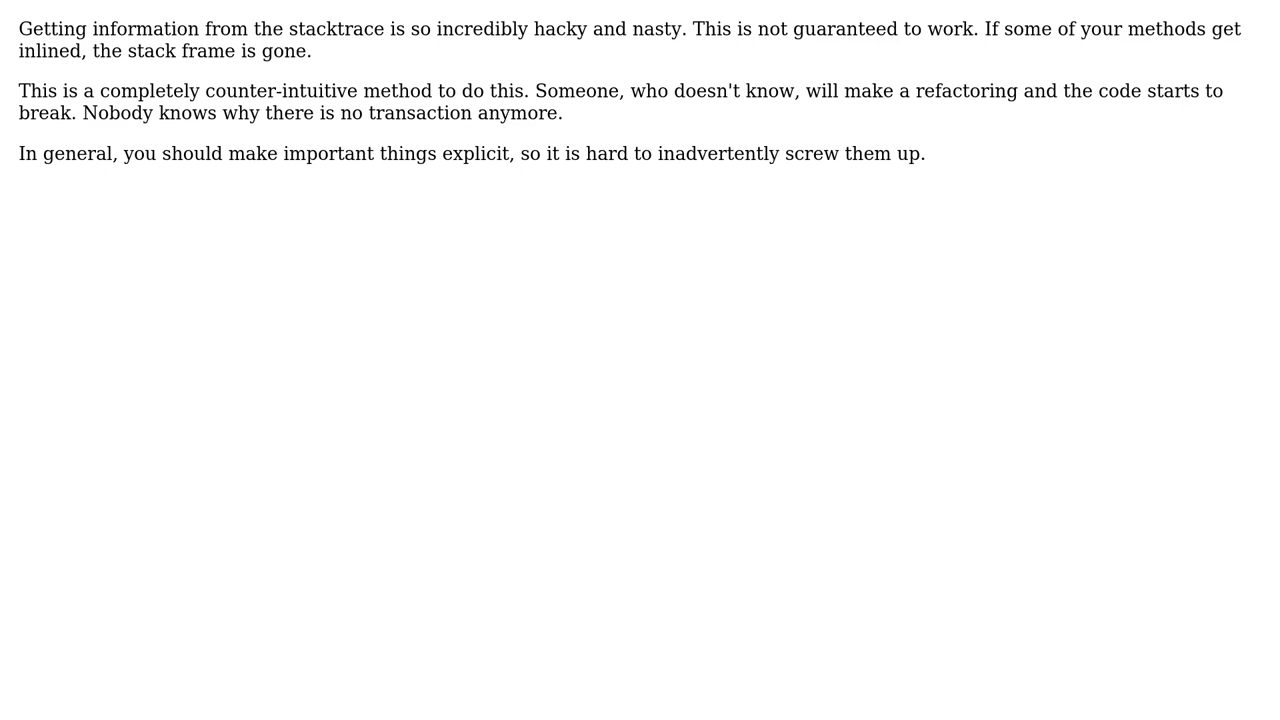 Getting information from the stacktrace is so incredibly hacky and nasty. This is not guaranteed to work. If some of your methods get
inlined, the stack frame is gone.
This is a completely counter-intuitive method to do this. Someone, who doesn't know, will make a refactoring and the code starts to
break. Nobody knows why there is no transaction anymore.
In general, you should make important things explicit, so it is hard to inadvertently screw them up.